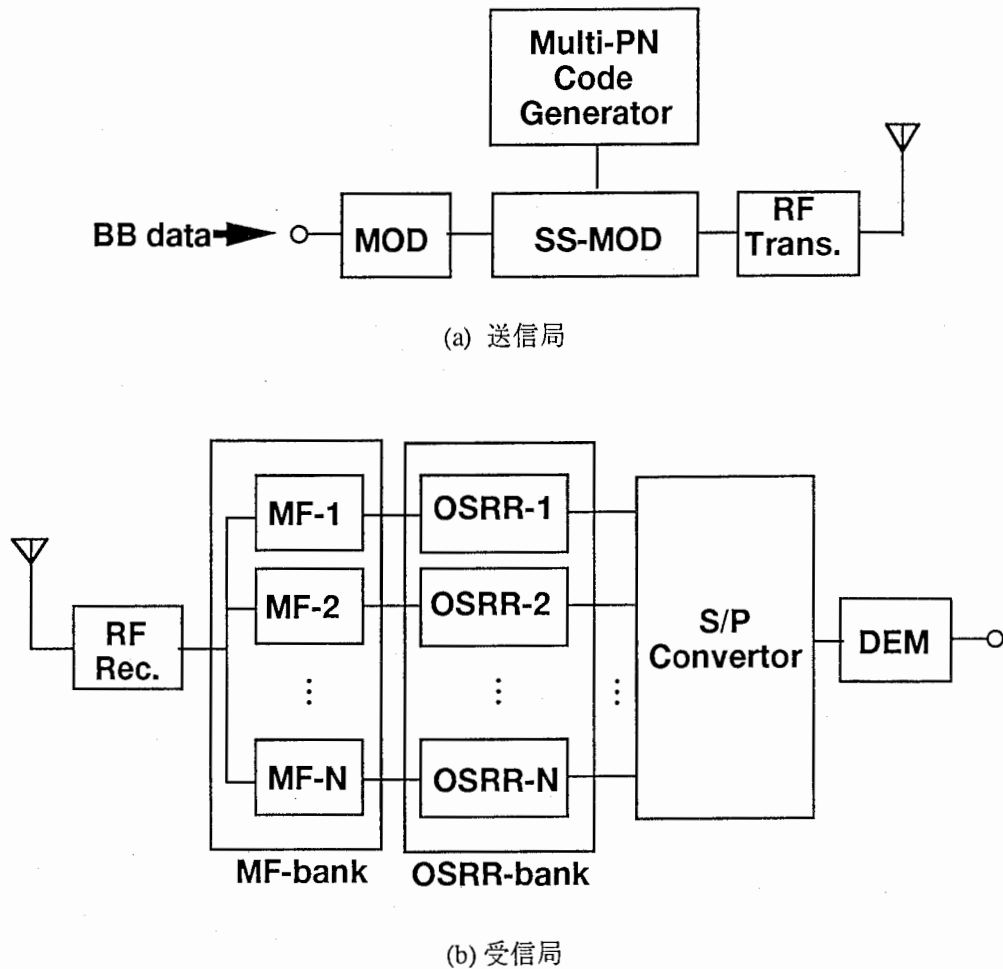 Multi-PN
Code
Generator
BB data
MOD
SS-MOD
RF
Trans.
(a) 送信局
MF-1
OSRR-1
MF-2
OSRR-2
RF
Rec.
S/P
Convertor
DEM
⋮
⋮
⋮
MF-N
OSRR-N
MF-bank
OSRR-bank
(b) 受信局